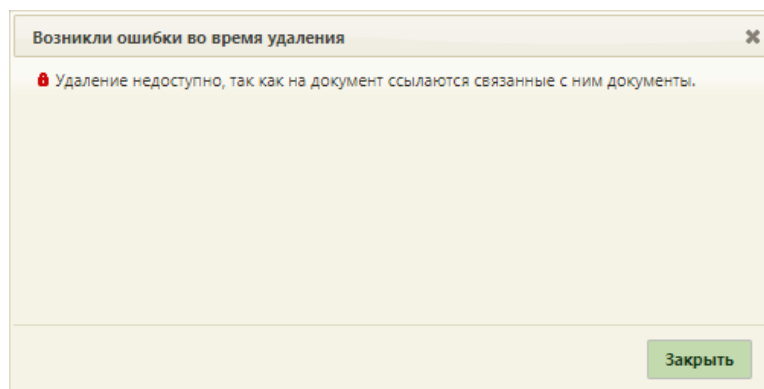 Возникли ошибки во время удаления
Удаление недоступно, так как на документ ссылаются связанные с ним документы.
Закрыть